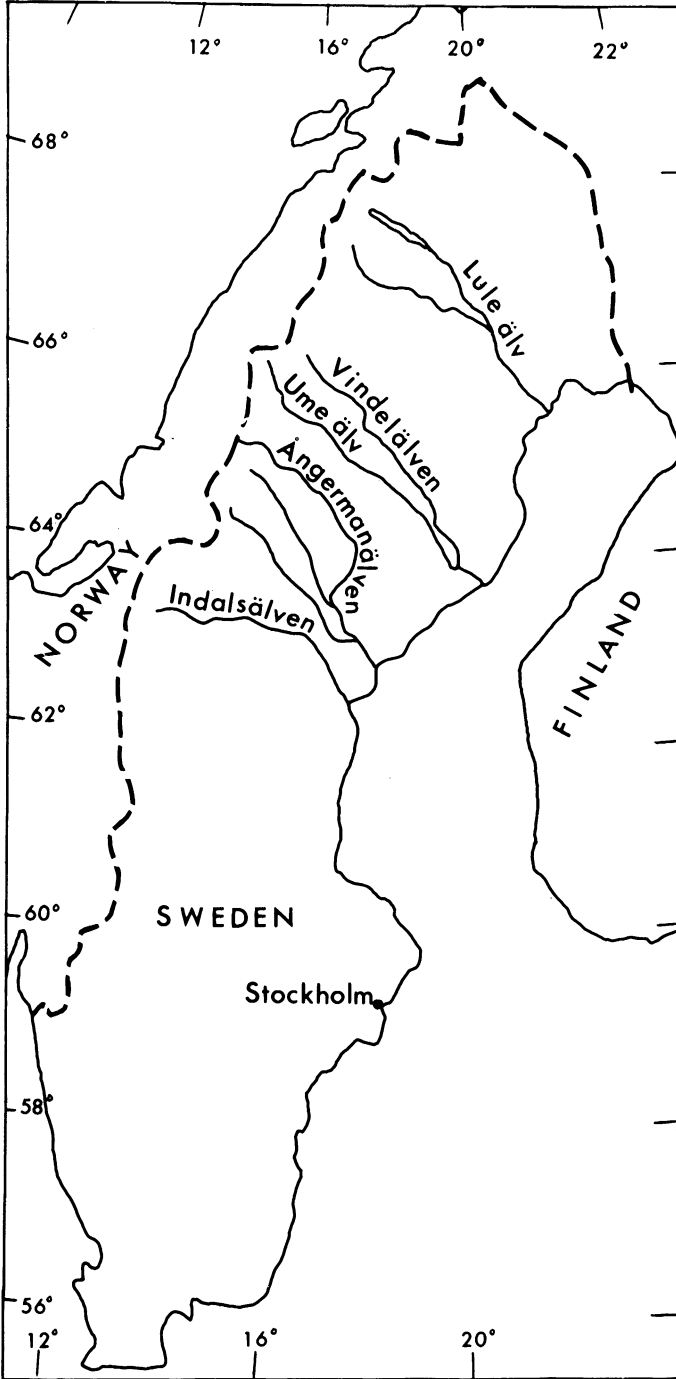 12° 16° 20° 22°
68°
Lule älv
66°
Vindelälven
Ume älv
Ångermanälven
64°
NORWAY
Indalsälven
FINLAND
62°
60°
SWEDEN
Stockholm
58°
56°
12° 16° 20°